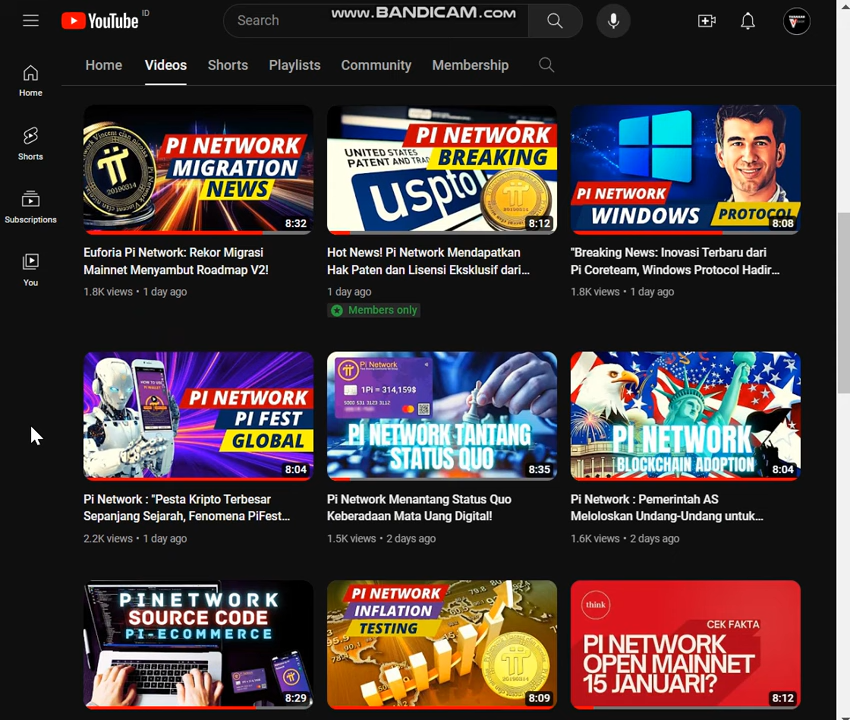 YouTube ID
Search
www.BANDICAM.com
Home
Videos
Shorts
Playlists
Community
Membership
Home
Shorts
Subscriptions
You
PI NETWORK
MIGRATION
NEWS
8:32
Euforia Pi Network: Rekor Migrasi
Mainnet Menyambut Roadmap V2!
1.8K views • 1 day ago
UNITED STATES
PATENT AND TRA
uspto
PI NETWORK
BREAKING
8:12
Hot News! Pi Network Mendapatkan
Hak Paten dan Lisensi Eksklusif dari...
1 day ago
Members only
PI NETWORK
WINDOWS
PROTOCOL
8:08
"Breaking News: Inovasi Terbaru dari
Pi Coreteam, Windows Protocol Hadir...
1.8K views • 1 day ago
PI NETWORK
PI FEST
GLOBAL
8:04
Pi Network : "Pesta Kripto Terbesar
Sepanjang Sejarah, Fenomena PiFest...
2.2K views • 1 day ago
Pi Network
1Pi = 314,159$
PI NETWORK TANTANG
STATUS QUO
8:35
Pi Network Menantang Status Quo
Keberadaan Mata Uang Digital!
1.5K views • 2 days ago
PI NETWORK
BLOCKCHAIN ADOPTION
8:04
Pi Network : Pemerintah AS
Meloloskan Undang-Undang untuk...
1.6K views • 2 days ago
PINETWORK
SOURCE CODE
PI-ECOMMERCE
8:29
PI NETWORK
INFLATION
TESTING
8:09
think
CEK FAKTA
PI NETWORK
OPEN MAINNET
15 JANUARI?
8:12